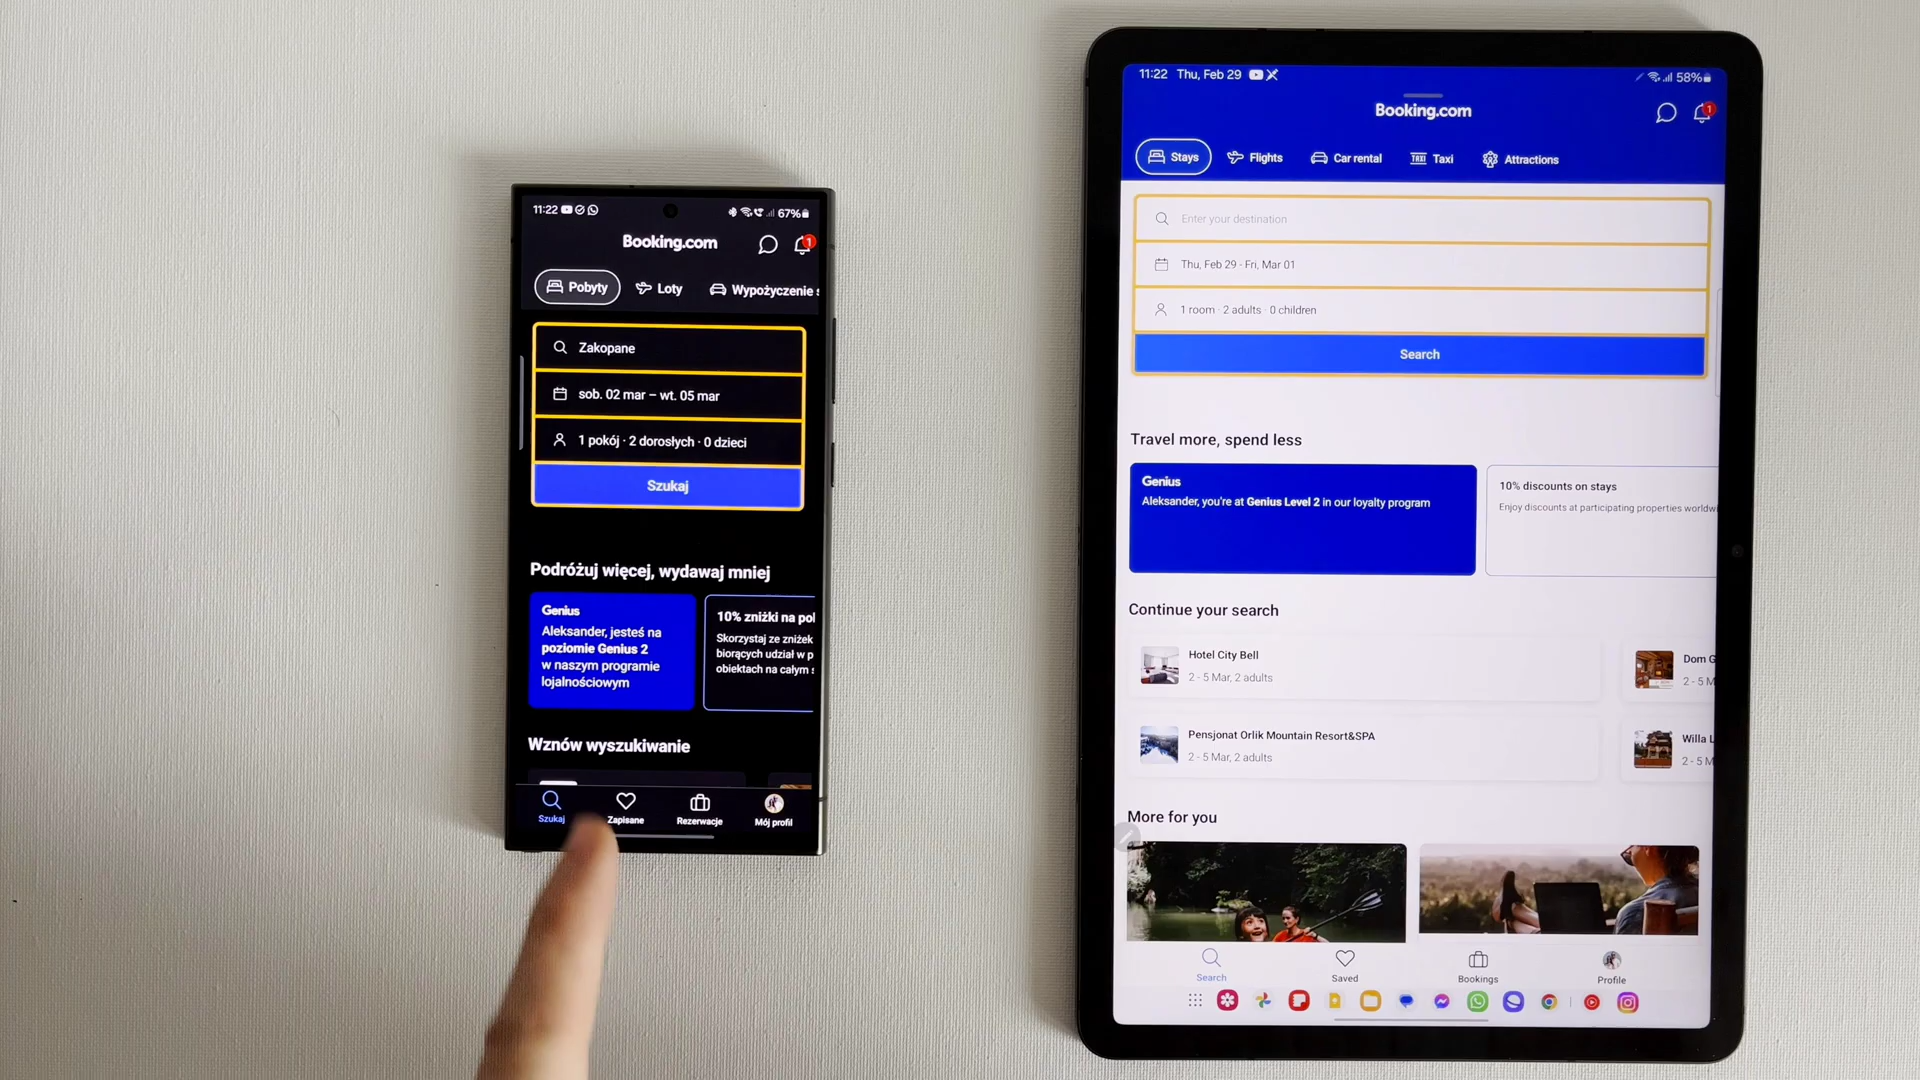 11:22
67%
Booking.com
1
Pobyty
Loty
Wypożyczenie s
Zakopane
sob. 02 mar – wt. 05 mar
1 pokój · 2 dorosłych · 0 dzieci
Szukaj
Podróżuj więcej, wydawaj mniej
Genius
Aleksander, jesteś na
poziomie Genius 2
w naszym programie
lojalnościowym
10% zniżki na pol
Skorzystaj ze zniżek
biorących udział w p
obiektach na całym ś
Wznów wyszukiwanie
Szukaj
Zapisane
Rezerwacje
Mój profil
11:22 Thu, Feb 29
58%
Booking.com
1
Stays
Flights
Car rental
TAXI
Taxi
Attractions
Enter your destination
Thu, Feb 29 - Fri, Mar 01
1 room · 2 adults · 0 children
Search
Travel more, spend less
Genius
Aleksander, you're at Genius Level 2 in our loyalty program
10% discounts on stays
Enjoy discounts at participating properties worldwi
Continue your search
Hotel City Bell
2 - 5 Mar, 2 adults
Dom G
2 - 5 M
Pensjonat Orlik Mountain Resort&SPA
2 - 5 Mar, 2 adults
Willa L
2 - 5 M
More for you
Search
Saved
Bookings
Profile